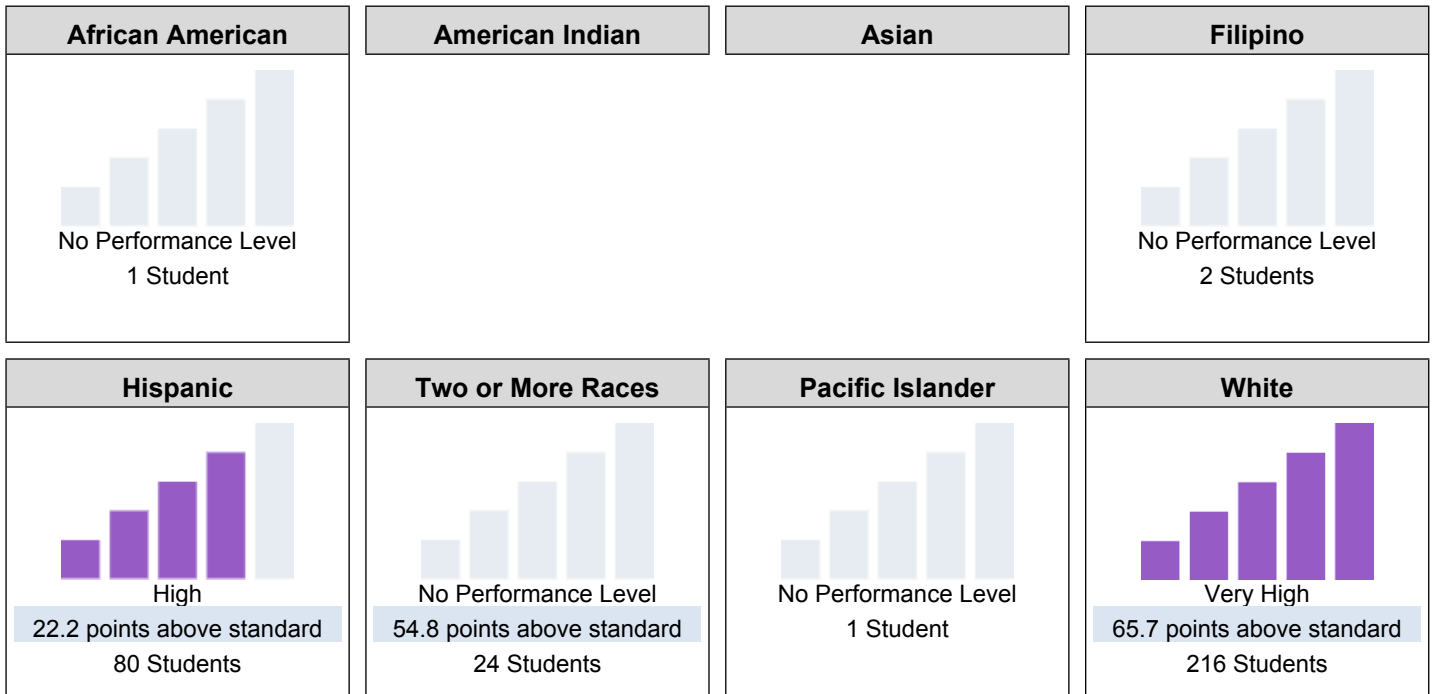 African American
No Performance Level
1 Student
American Indian
Asian
Filipino
No Performance Level
2 Students
Hispanic
High
22.2 points above standard
80 Students
Two or More Races
No Performance Level
54.8 points above standard
24 Students
Pacific Islander
No Performance Level
1 Student
White
Very High
65.7 points above standard
216 Students